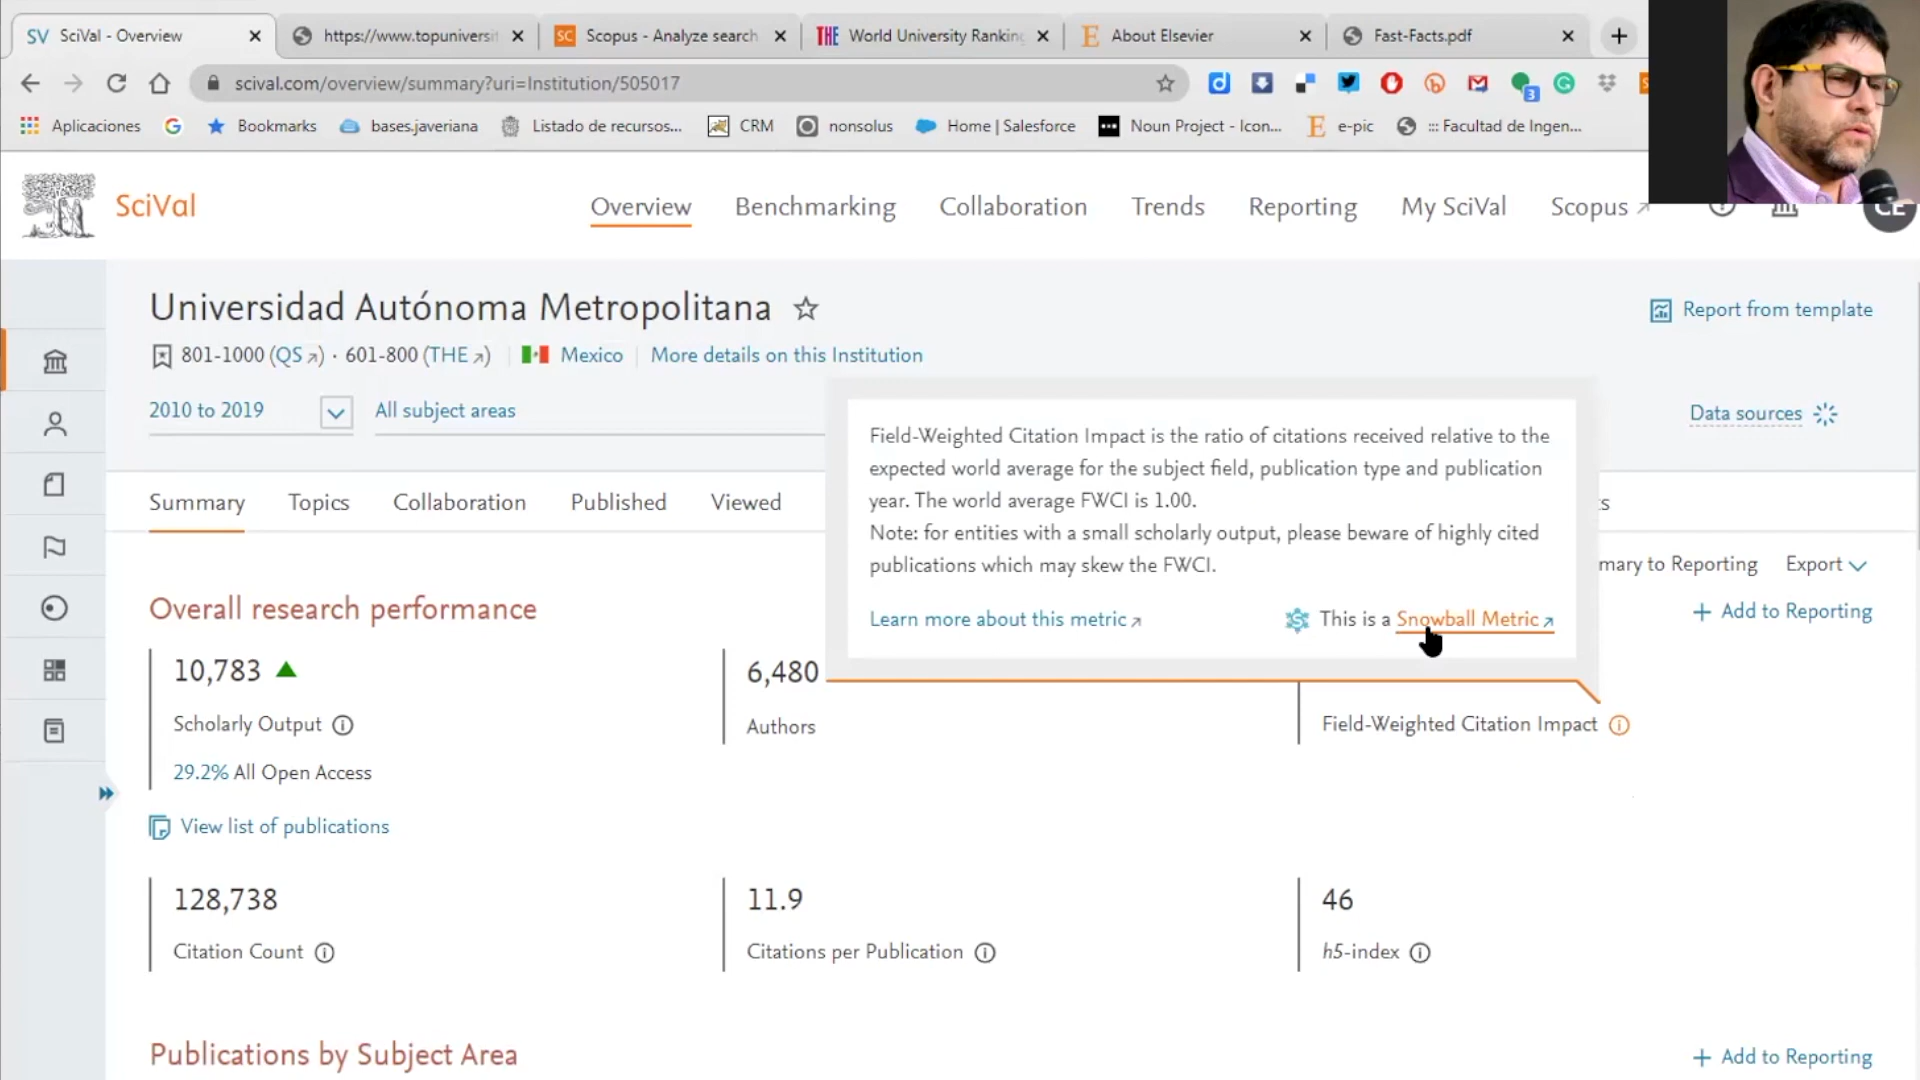 SV SciVal - Overview
https://www.topuniversit
SC Scopus - Analyze search
THE World University Ranking
E About Elsevier
Fast-Facts.pdf
scival.com/overview/summary?uri=Institution/505017
3
Aplicaciones
Bookmarks
bases.javeriana
Listado de recursos...
CRM
nonsolus
Home | Salesforce
Noun Project - Icon...
E e-pic
::: Facultad de Ingen...
SciVal
Overview
Benchmarking
Collaboration
Trends
Reporting
My SciVal
Scopus
CE
Universidad Autónoma Metropolitana
Report from template
801-1000 (QS) · 601-800 (THE)
Mexico
More details on this Institution
2010 to 2019
All subject areas
Data sources
Field-Weighted Citation Impact is the ratio of citations received relative to the
expected world average for the subject field, publication type and publication
year. The world average FWCI is 1.00.
Note: for entities with a small scholarly output, please beware of highly cited
publications which may skew the FWCI.
Learn more about this metric
This is a Snowball Metric
Summary
Topics
Collaboration
Published
Viewed
ts
mary to Reporting
Export
Overall research performance
+ Add to Reporting
10,783
Scholarly Output
29.2% All Open Access
6,480
Authors
Field-Weighted Citation Impact
View list of publications
128,738
Citation Count
11.9
Citations per Publication
46
h5-index
Publications by Subject Area
+ Add to Reporting